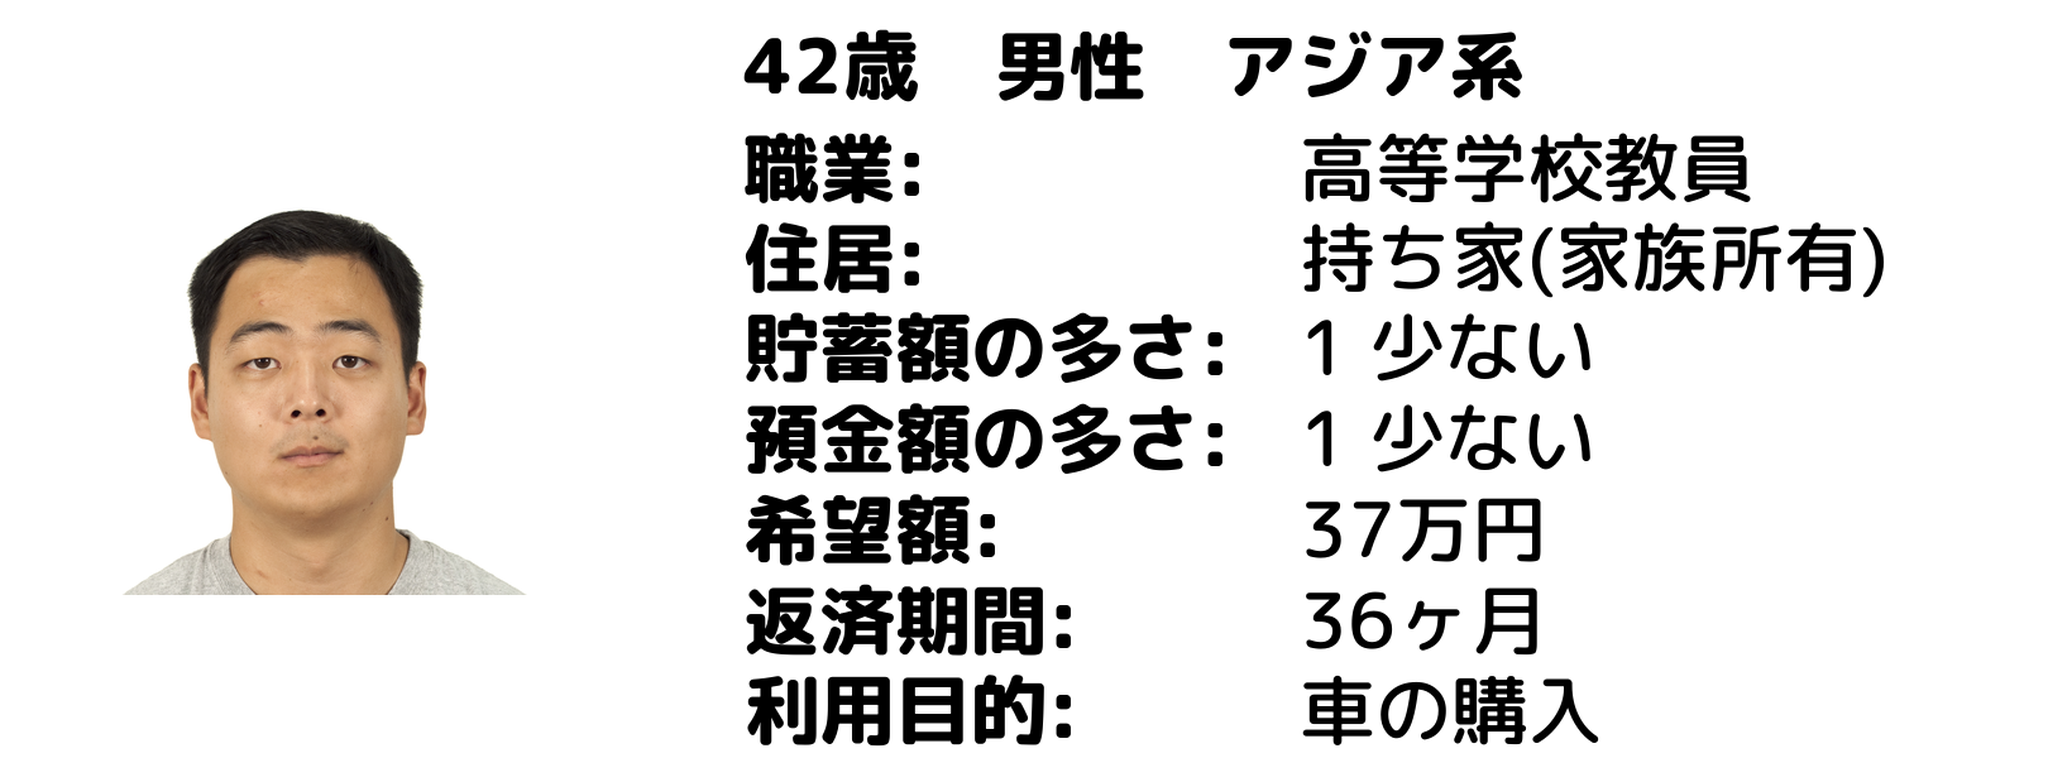 42歳　男性　アジア系
職業: 高等学校教員
住居: 持ち家(家族所有)
貯蓄額の多さ: 1 少ない
預金額の多さ: 1 少ない
希望額: 37万円
返済期間: 36ヶ月
利用目的: 車の購入